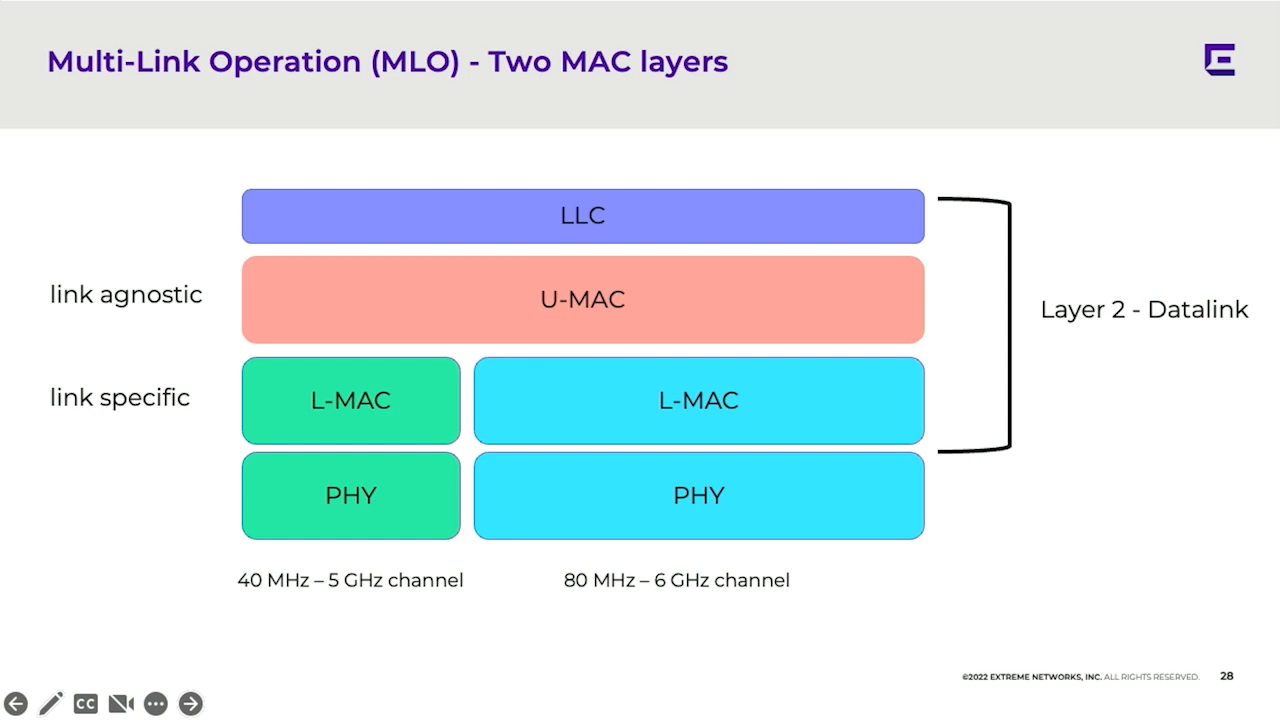 Multi-Link Operation (MLO) - Two MAC layers
LLC
link agnostic
U-MAC
Layer 2 - Datalink
link specific
L-MAC
L-MAC
PHY
PHY
40 MHz – 5 GHz channel
80 MHz – 6 GHz channel
©2022 EXTREME NETWORKS, INC. ALL RIGHTS RESERVED.
28
CC